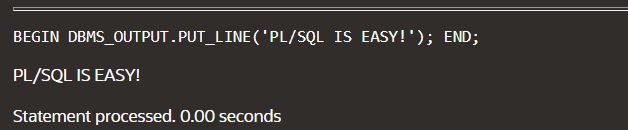 BEGIN DBMS_OUTPUT.PUT_LINE('PL/SQL IS EASY!'); END;
PL/SQL IS EASY!
Statement processed. 0.00 seconds